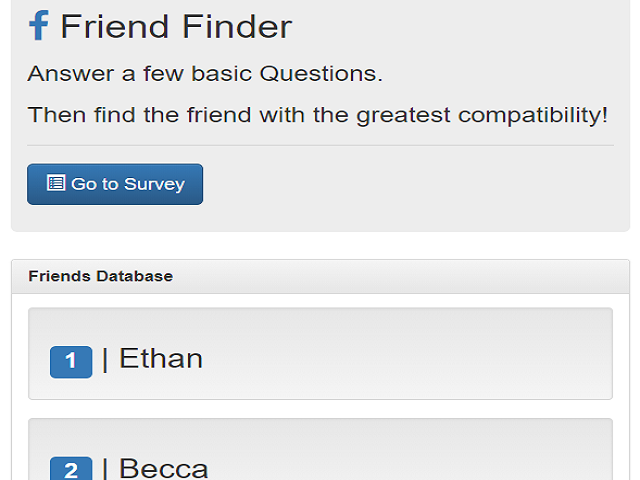 f Friend Finder
Answer a few basic Questions.
Then find the friend with the greatest compatibility!
Go to Survey
Friends Database
1 | Ethan
2 | Becca